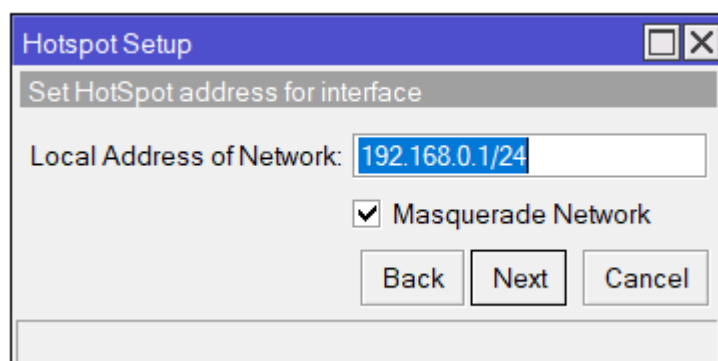 Hotspot Setup
Set HotSpot address for interface
Local Address of Network: 192.168.0.1/24
Masquerade Network
Back Next Cancel